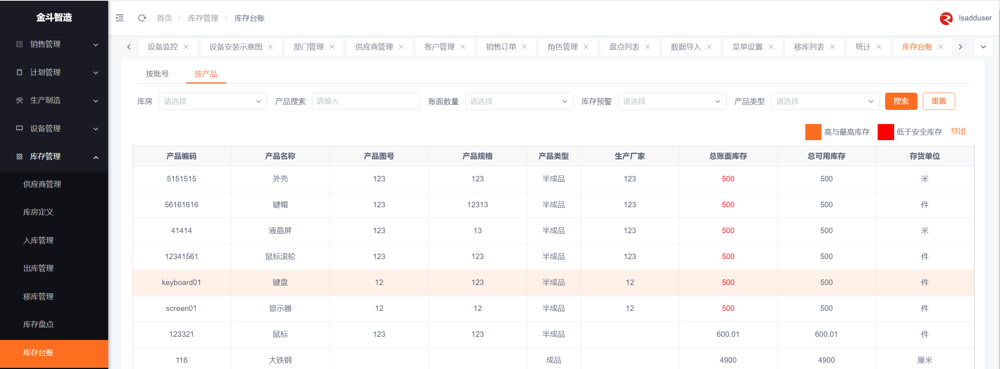 金斗智造
首页 / 库存管理 / 库存台账
lsadduser
销售管理
计划管理
生产制造
设备管理
库存管理
供应商管理
库房定义
入库管理
出库管理
移库管理
库存盘点
库存台账
设备监控 设备安装示意图 部门管理 供应商管理 客户管理 销售订单 角色管理 盘点列表 数据导入 菜单设置 移库列表 统计 库存台账
按批号 按产品
库房 请选择 产品搜索 请输入 账面数量 请选择 库存预警 请选择 产品类型 请选择 搜索 重置
高与最高库存 低于安全库存 导出
产品编码 产品名称 产品图号 产品规格 产品类型 生产厂家 总账面库存 总可用库存 存货单位
5151515 外壳 123 123 半成品 123 500 500 米
56161616 键帽 123 12313 半成品 123 500 500 件
41414 液晶屏 123 13 半成品 123 500 500 米
12341561 鼠标滚轮 123 123 半成品 123 500 500 件
keyboard01 键盘 12 123 半成品 12 500 500 件
screen01 显示器 12 12 半成品 12 500 500 件
123321 鼠标 123 123 半成品 600.01 600.01 件
116 大铁钢 成品 4900 4900 厘米